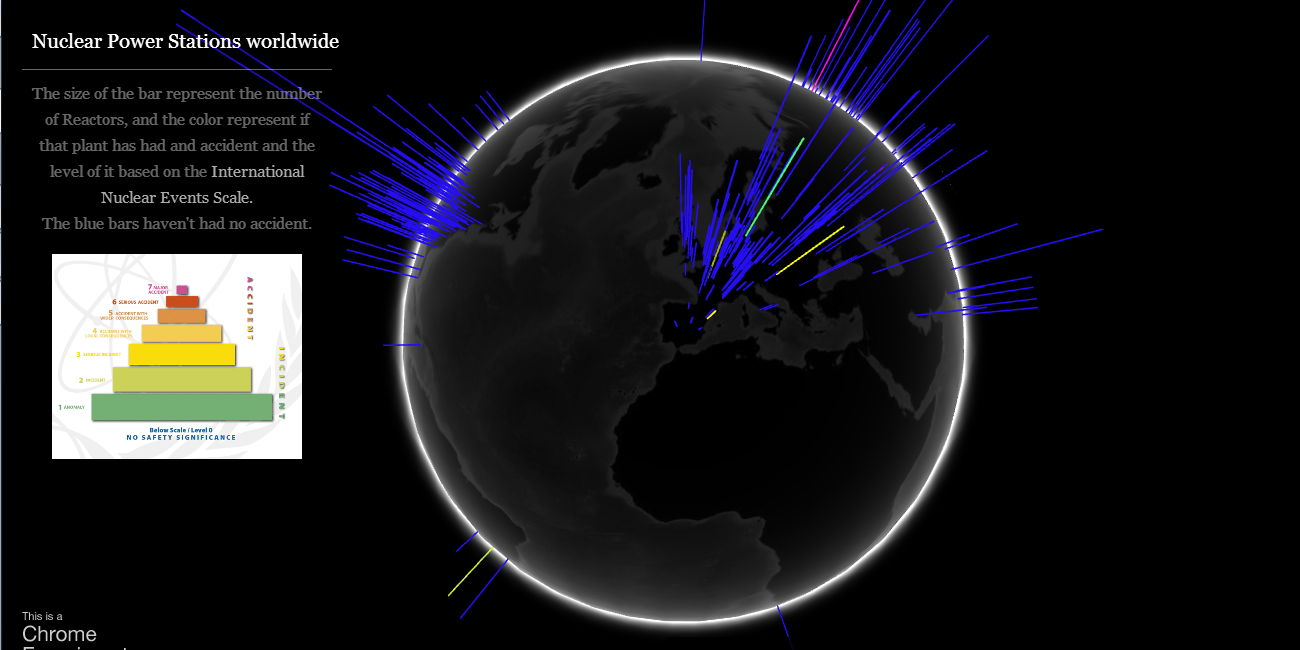 Nuclear Power Stations worldwide
The size of the bar represent the number
of Reactors, and the color represent if
that plant has had and accident and the
level of it based on the International
Nuclear Events Scale.
The blue bars haven't had no accident.
7 MAJOR
ACCIDENT
6 SERIOUS ACCIDENT
5 ACCIDENT WITH
WIDER CONSEQUENCES
4 ACCIDENT WITH
LOCAL CONSEQUENCES
3 SERIOUS INCIDENT
2 INCIDENT
1 ANOMALY
ACCIDENT
INCIDENT
Below Scale / Level 0
NO SAFETY SIGNIFICANCE
This is a
Chrome